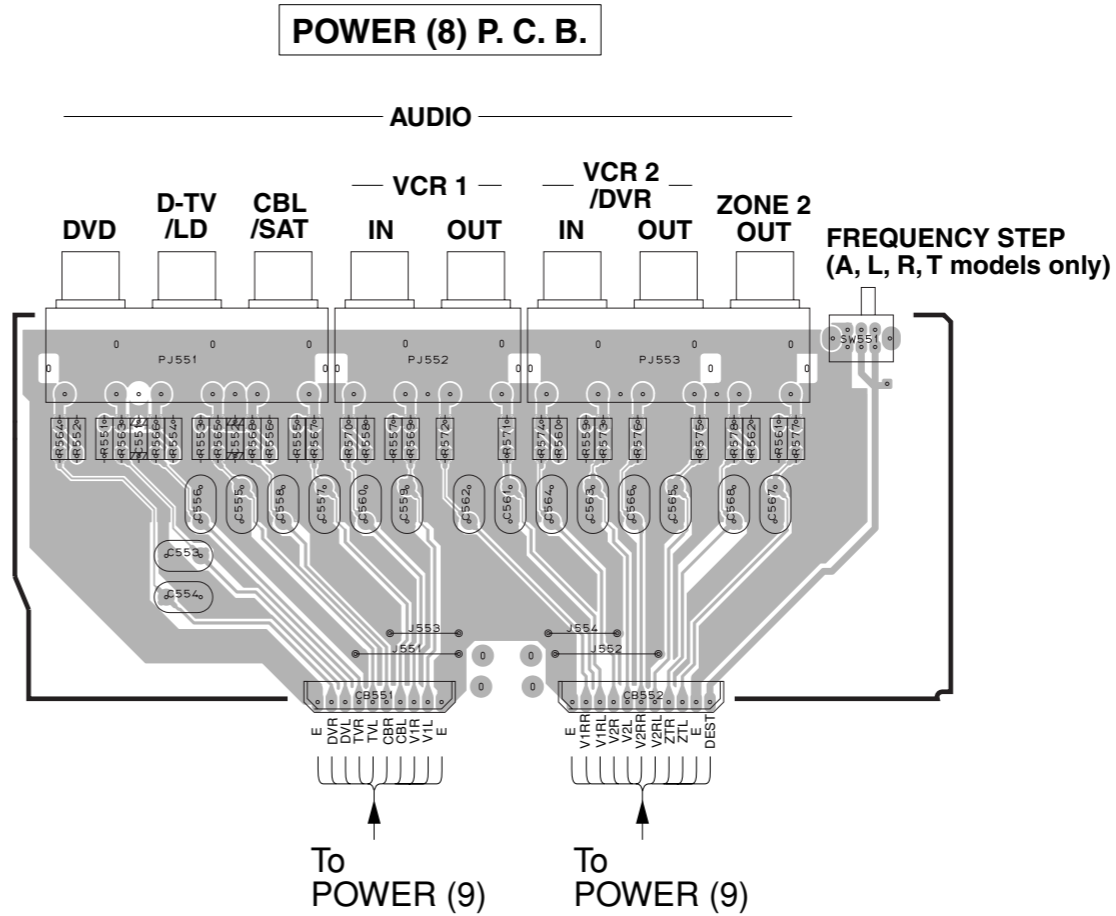 POWER (8) P. C. B.
AUDIO
VCR 1
VCR 2
/DVR
DVD
D-TV
/LD
CBL
/SAT
IN
OUT
IN
OUT
ZONE 2
OUT
FREQUENCY STEP
(A, L, R, T models only)
PJ551
PJ552
PJ553
SW551
R564
R552
R551
R563
R566
R554
R553
R565
R568
R556
R555
R567
R570
R558
R557
R569
R572
R571
R574
R560
R559
R573
R576
R575
R578
R562
R561
R577
C556
C555
C558
C557
C560
C559
C562
C561
C564
C563
C566
C565
C568
C567
C553
C554
J553
J551
J554
J552
CB551
CB552
E
DVR
DVL
TVR
TVL
CBR
CBL
V1R
V1L
E
E
V1RR
V1RL
V2R
V2L
V2RR
V2RL
ZTR
ZTL
E
DEST
To
POWER (9)
To
POWER (9)